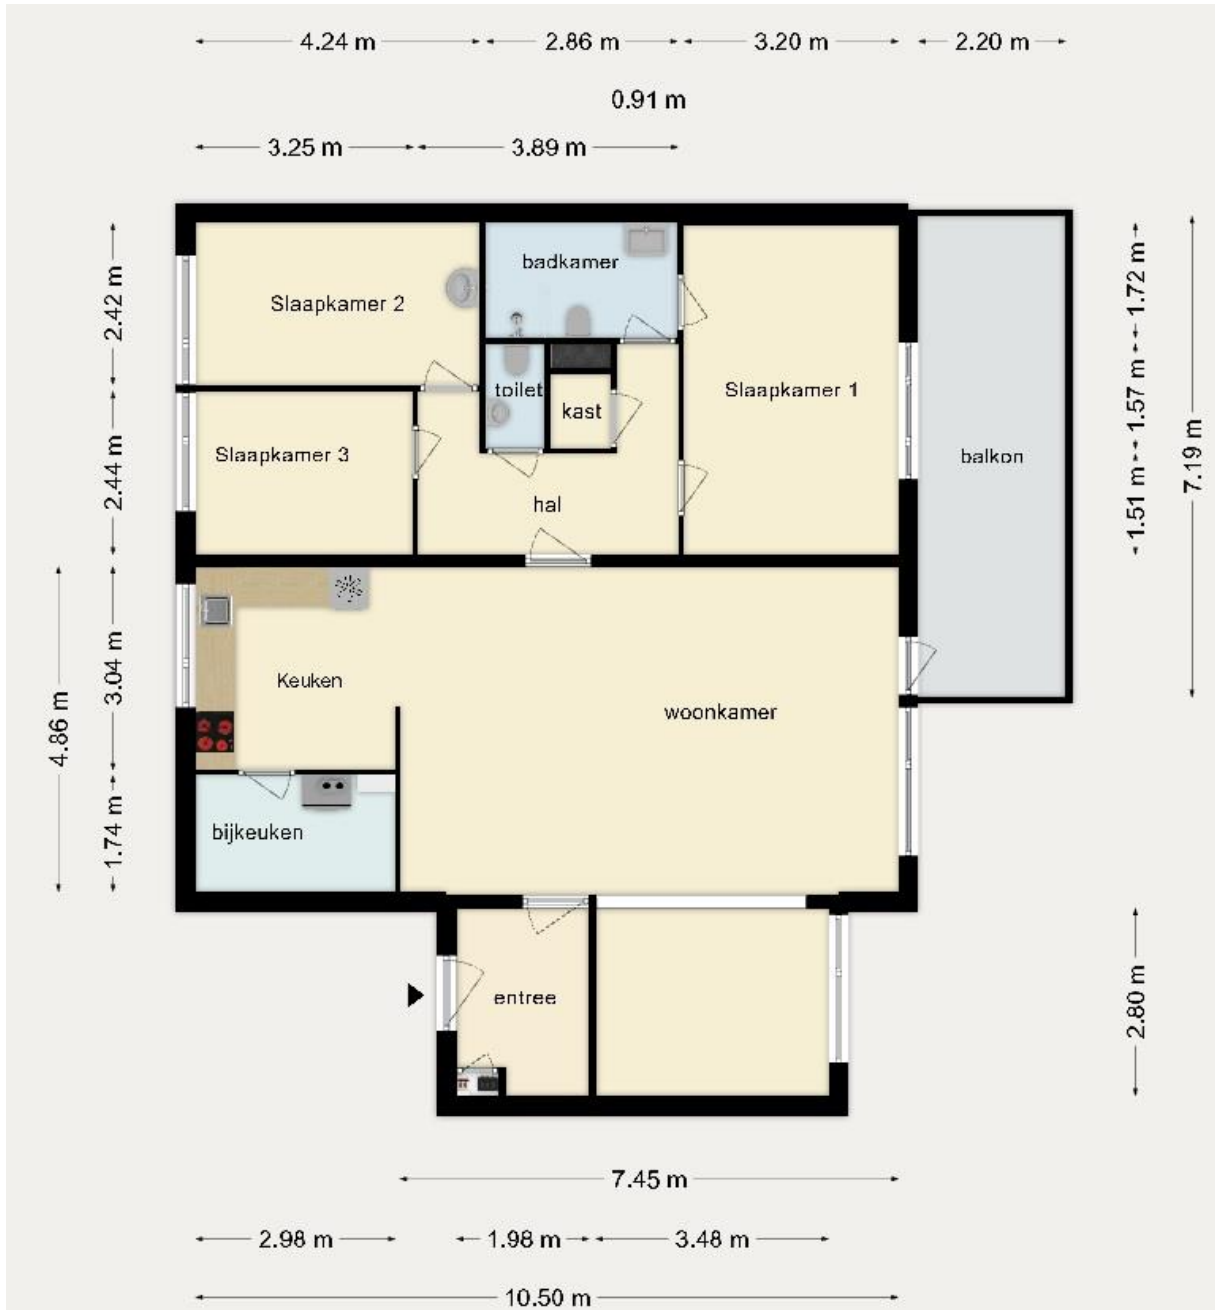 4.24 m
2.86 m
3.20 m
2.20 m
0.91 m
3.25 m
3.89 m
2.42 m
2.44 m
4.86 m
3.04 m
1.74 m
Slaapkamer 2
badkamer
Slaapkamer 1
toilet
kast
Slaapkamer 3
hal
balkon
1.72 m
1.57 m
1.51 m
7.19 m
Keuken
woonkamer
bijkeuken
entree
2.80 m
7.45 m
2.98 m
1.98 m
3.48 m
10.50 m